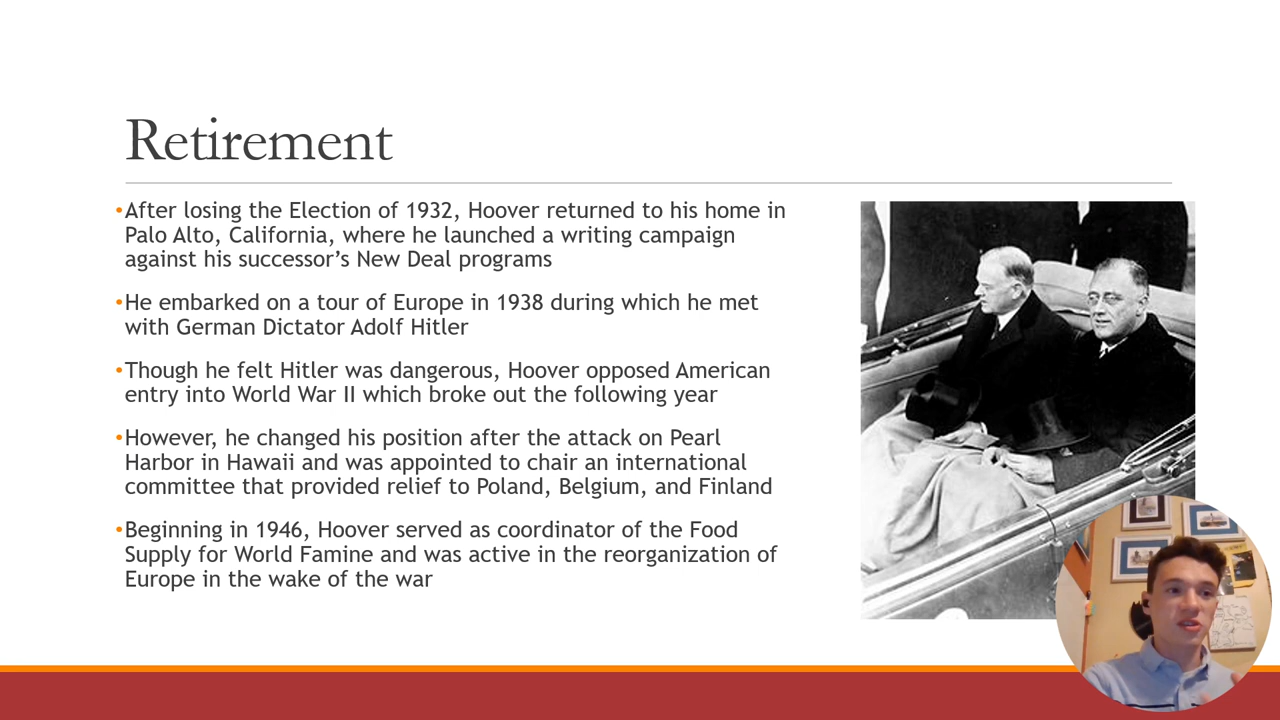 Retirement
•After losing the Election of 1932, Hoover returned to his home in
Palo Alto, California, where he launched a writing campaign
against his successor’s New Deal programs
•He embarked on a tour of Europe in 1938 during which he met
with German Dictator Adolf Hitler
•Though he felt Hitler was dangerous, Hoover opposed American
entry into World War II which broke out the following year
•However, he changed his position after the attack on Pearl
Harbor in Hawaii and was appointed to chair an international
committee that provided relief to Poland, Belgium, and Finland
•Beginning in 1946, Hoover served as coordinator of the Food
Supply for World Famine and was active in the reorganization of
Europe in the wake of the war